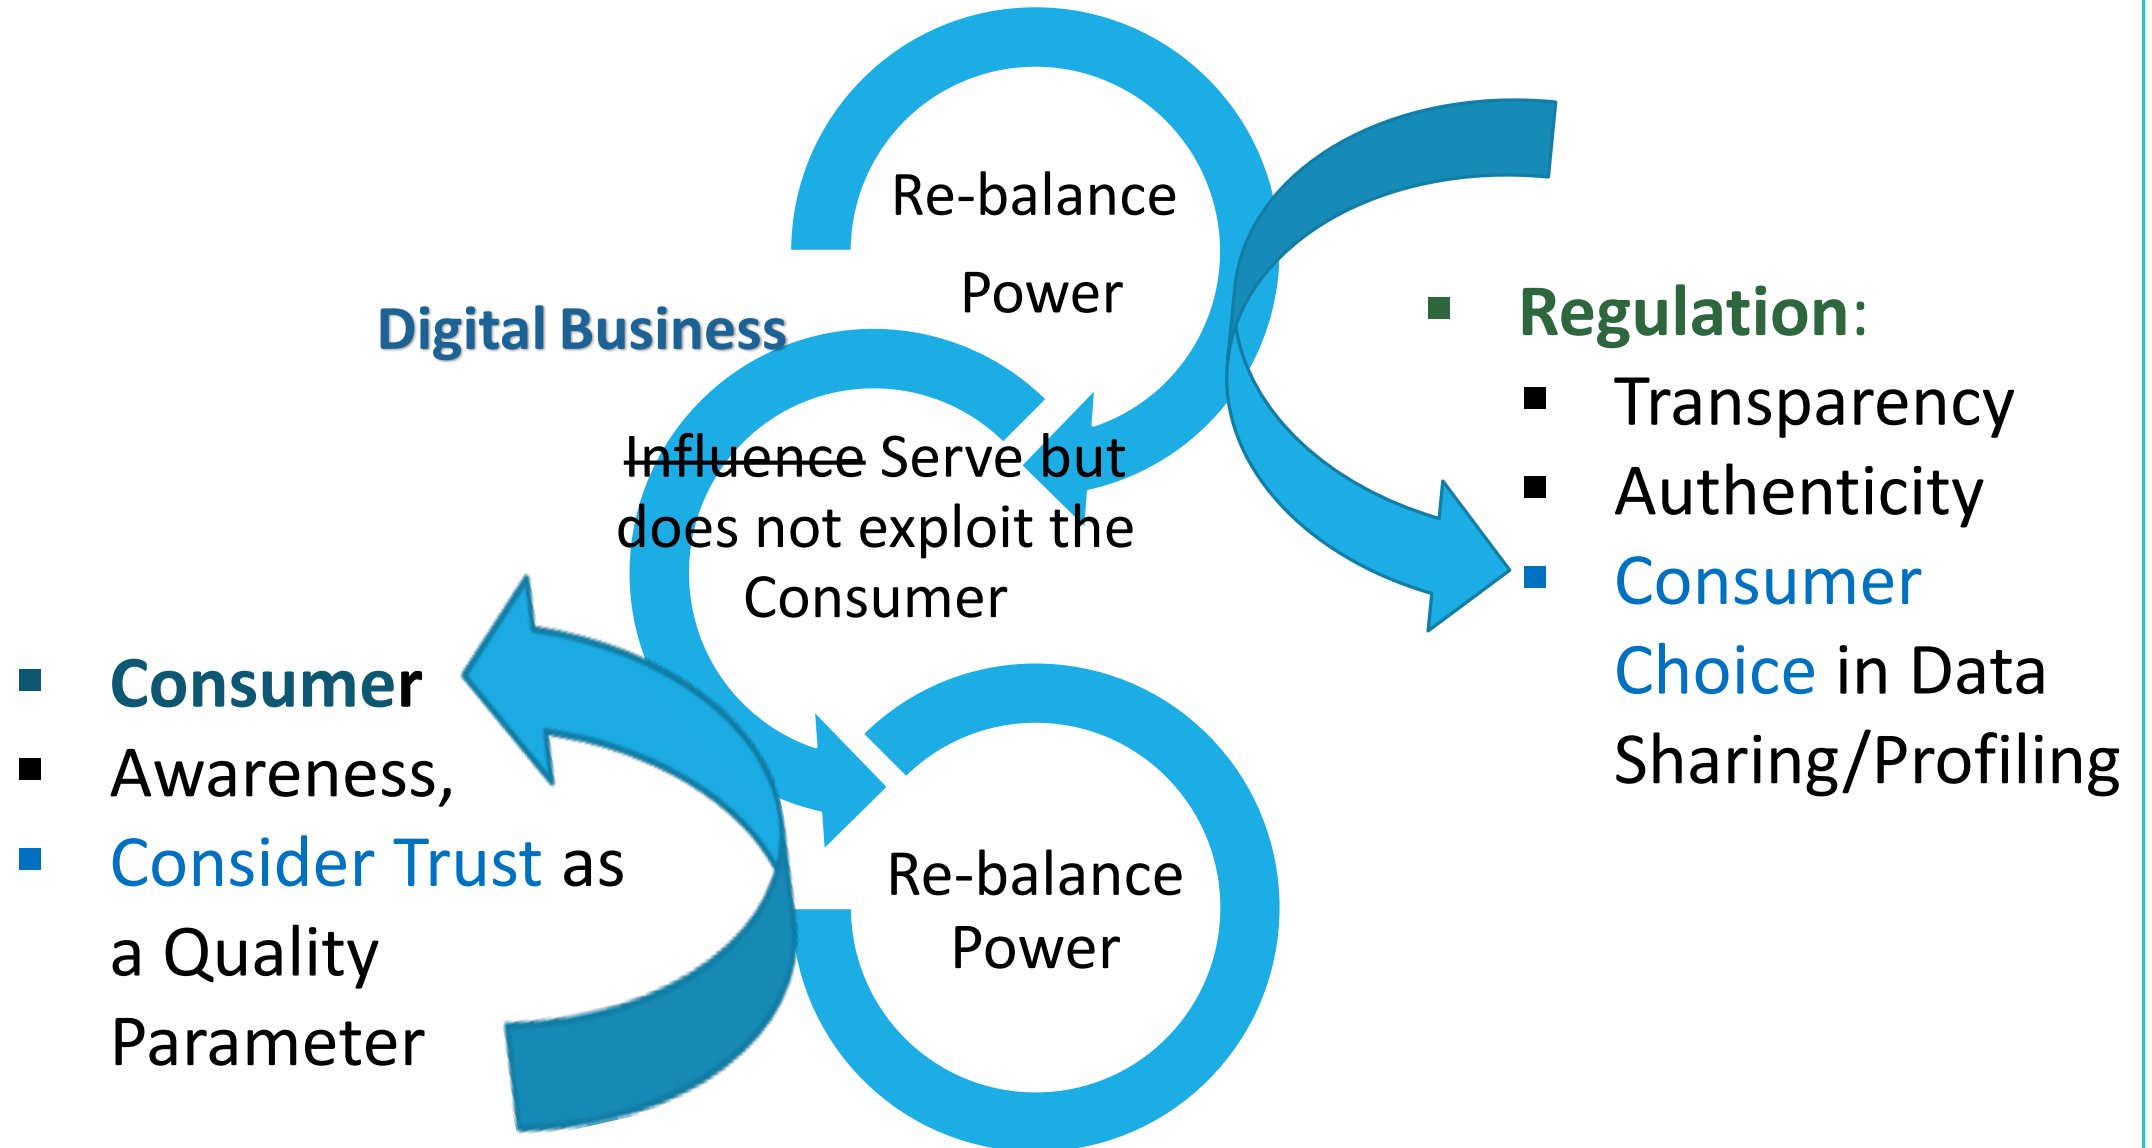 Re-balance
Power
Digital Business
Influence Serve but
does not exploit the
Consumer
Re-balance
Power
▪ Regulation:
▪ Transparency
▪ Authenticity
▪ Consumer
Choice in Data
Sharing/Profiling
▪ Consumer
▪ Awareness,
▪ Consider Trust as
a Quality
Parameter